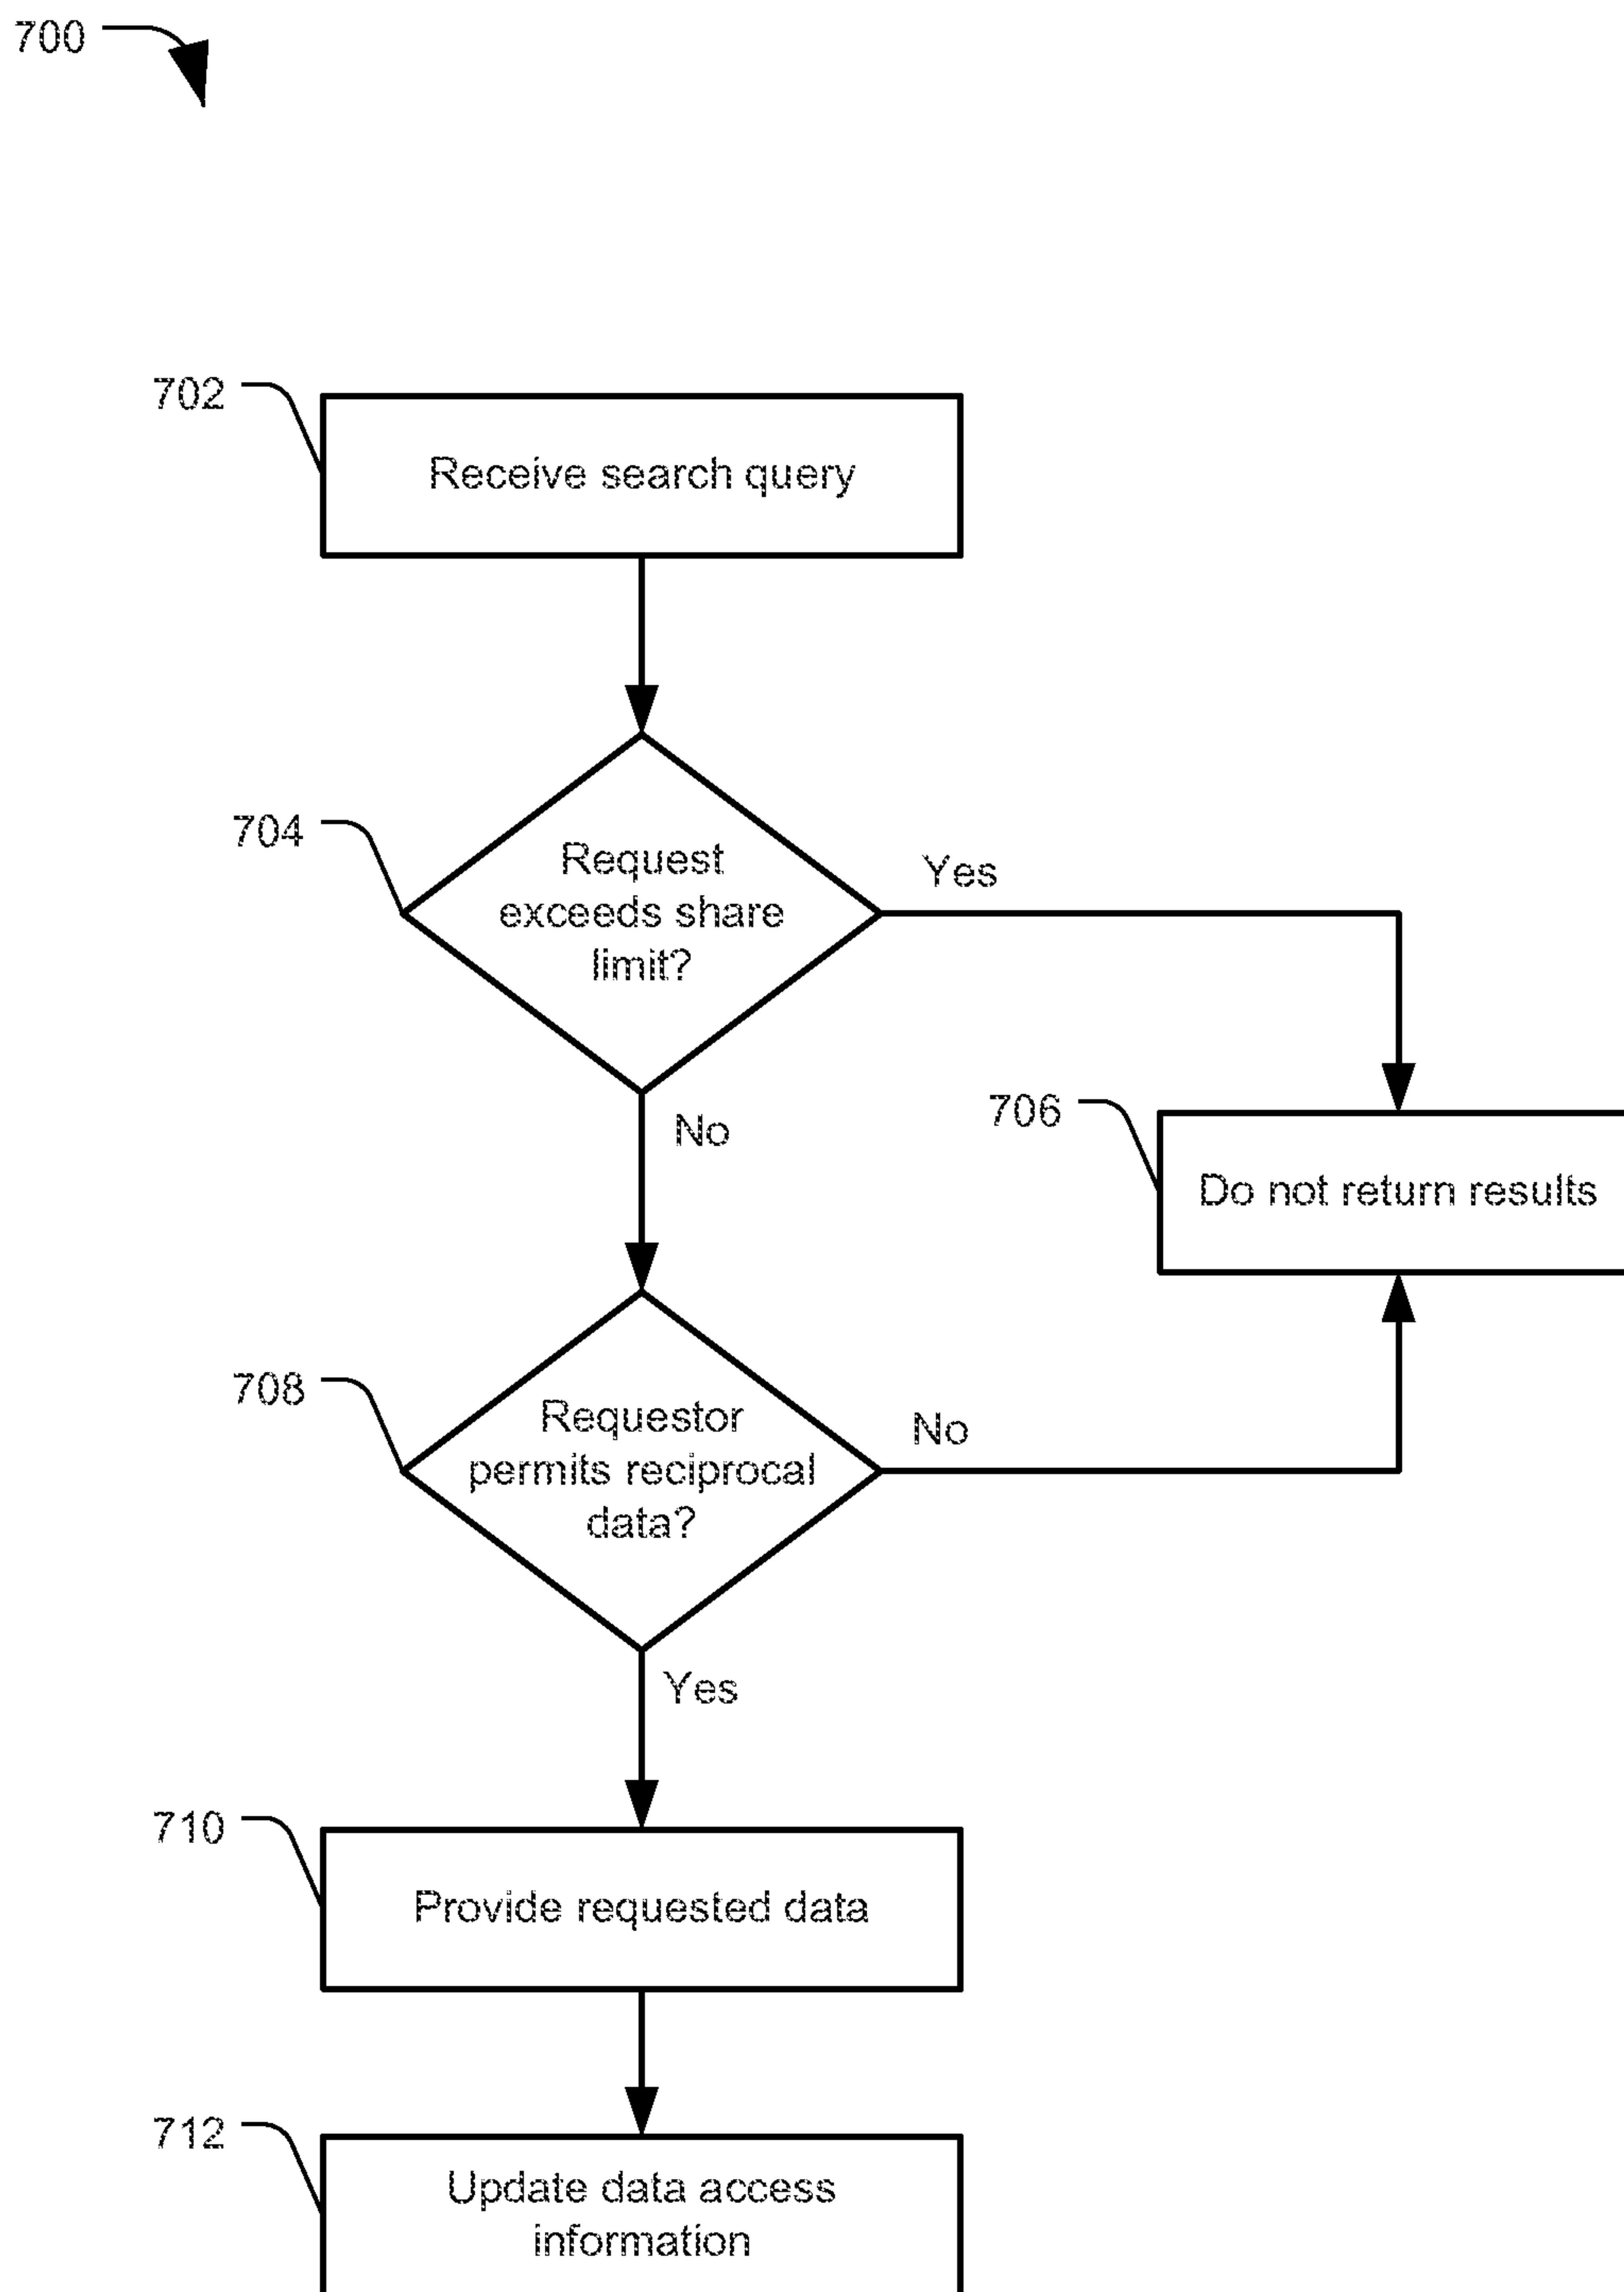 700
702
Receive search query
704
Request
exceeds share
limit?
Yes
No
706
Do not return results
708
Requestor
permits reciprocal
data?
No
Yes
710
Provide requested data
712
Update data access
information